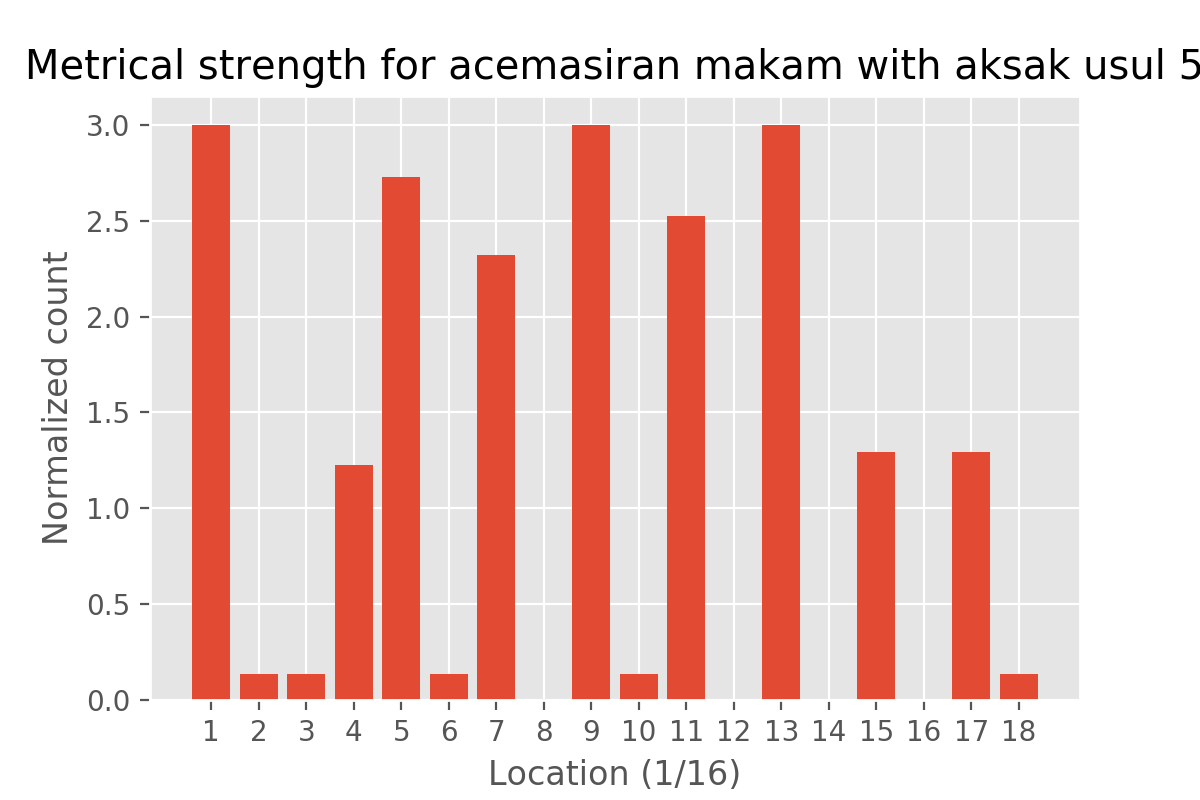 Metrical strength for acemasiran makam with aksak usul 5
3.0
2.5
2.0
1.5
1.0
0.5
0.0
Normalized count
1 2 3 4 5 6 7 8 9 10 11 12 13 14 15 16 17 18
Location (1/16)